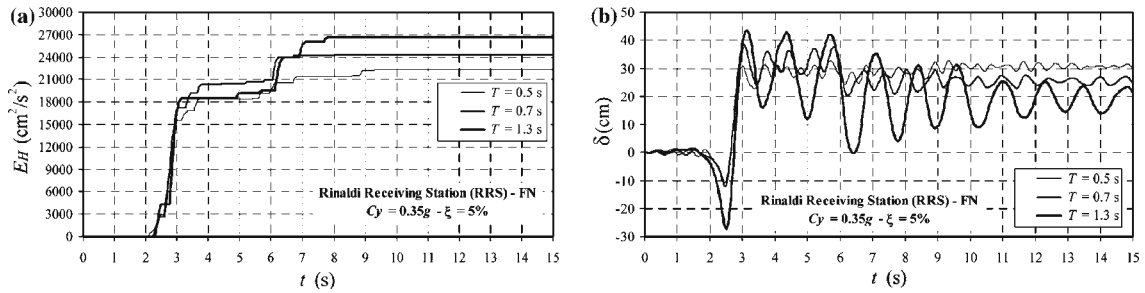 (a)
30000
27000
24000
21000
18000
15000
12000
9000
6000
3000
0
E_H (cm²/s²)
T = 0.5 s
T = 0.7 s
T = 1.3 s
Rinaldi Receiving Station (RRS) - FN
Cy = 0.35g - ξ = 5%
0 1 2 3 4 5 6 7 8 9 10 11 12 13 14 15
t (s)
(b)
50
40
30
20
10
0
-10
-20
-30
δ (cm)
Rinaldi Receiving Station (RRS) - FN
Cy = 0.35g - ξ = 5%
T = 0.5 s
T = 0.7 s
T = 1.3 s
0 1 2 3 4 5 6 7 8 9 10 11 12 13 14 15
t (s)